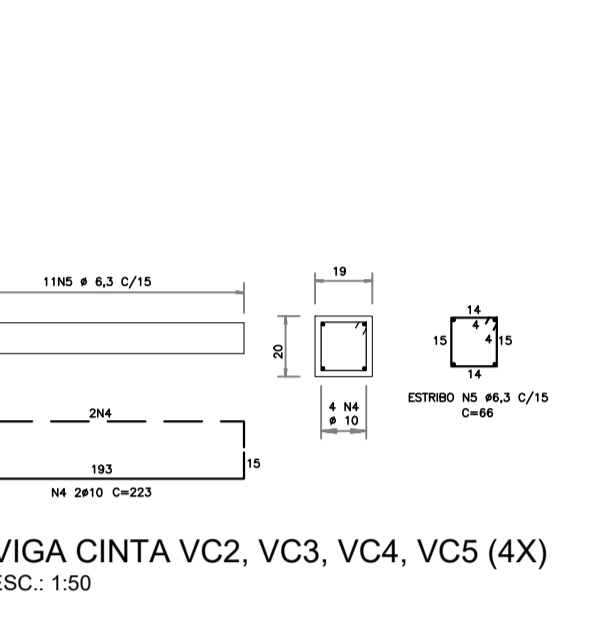 11N5 ø 6,3 C/15
19
20
4 N4
ø 10
14
4
15
4
15
14
ESTRIBO N5 ø6,3 C/15
C=66
2N4
193
15
N4 2ø10 C=223
VIGA CINTA VC2, VC3, VC4, VC5 (4X)
ESC.: 1:50